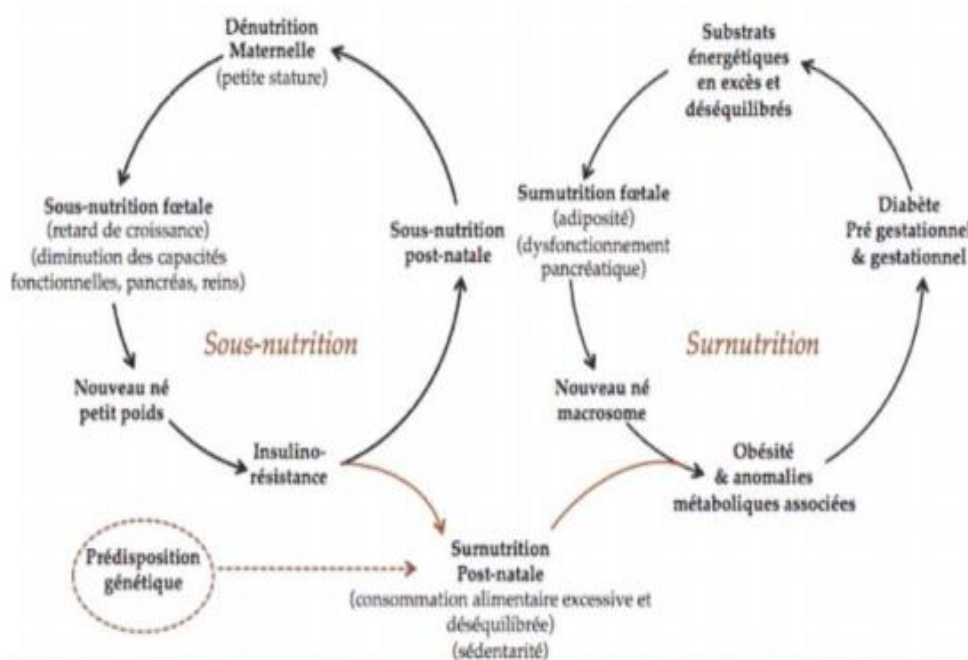 Dénutrition
Maternelle
(petite stature)
Sous-nutrition fœtale
(retard de croissance)
(diminution des capacités
fonctionnelles, pancréas, reins)
Sous-nutrition
post-natale
Sous-nutrition
Nouveau né
petit poids
Insulino-
résistance
Substrats
énergétiques
en excès et
déséquilibrés
Surnutrition fœtale
(adiposité)
(dysfonctionnement
pancréatique)
Diabète
Pré gestationnel
& gestationnel
Surnutrition
Nouveau né
macrosome
Obésité
& anomalies
métaboliques associées
Prédisposition
génétique
Surnutrition
Post-natale
(consommation alimentaire excessive et
déséquilibrée)
(sédentarité)